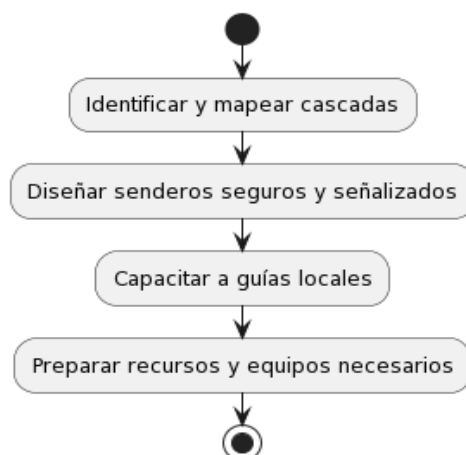 Identificar y mapear cascadas
Diseñar senderos seguros y señalizados
Capacitar a guías locales
Preparar recursos y equipos necesarios